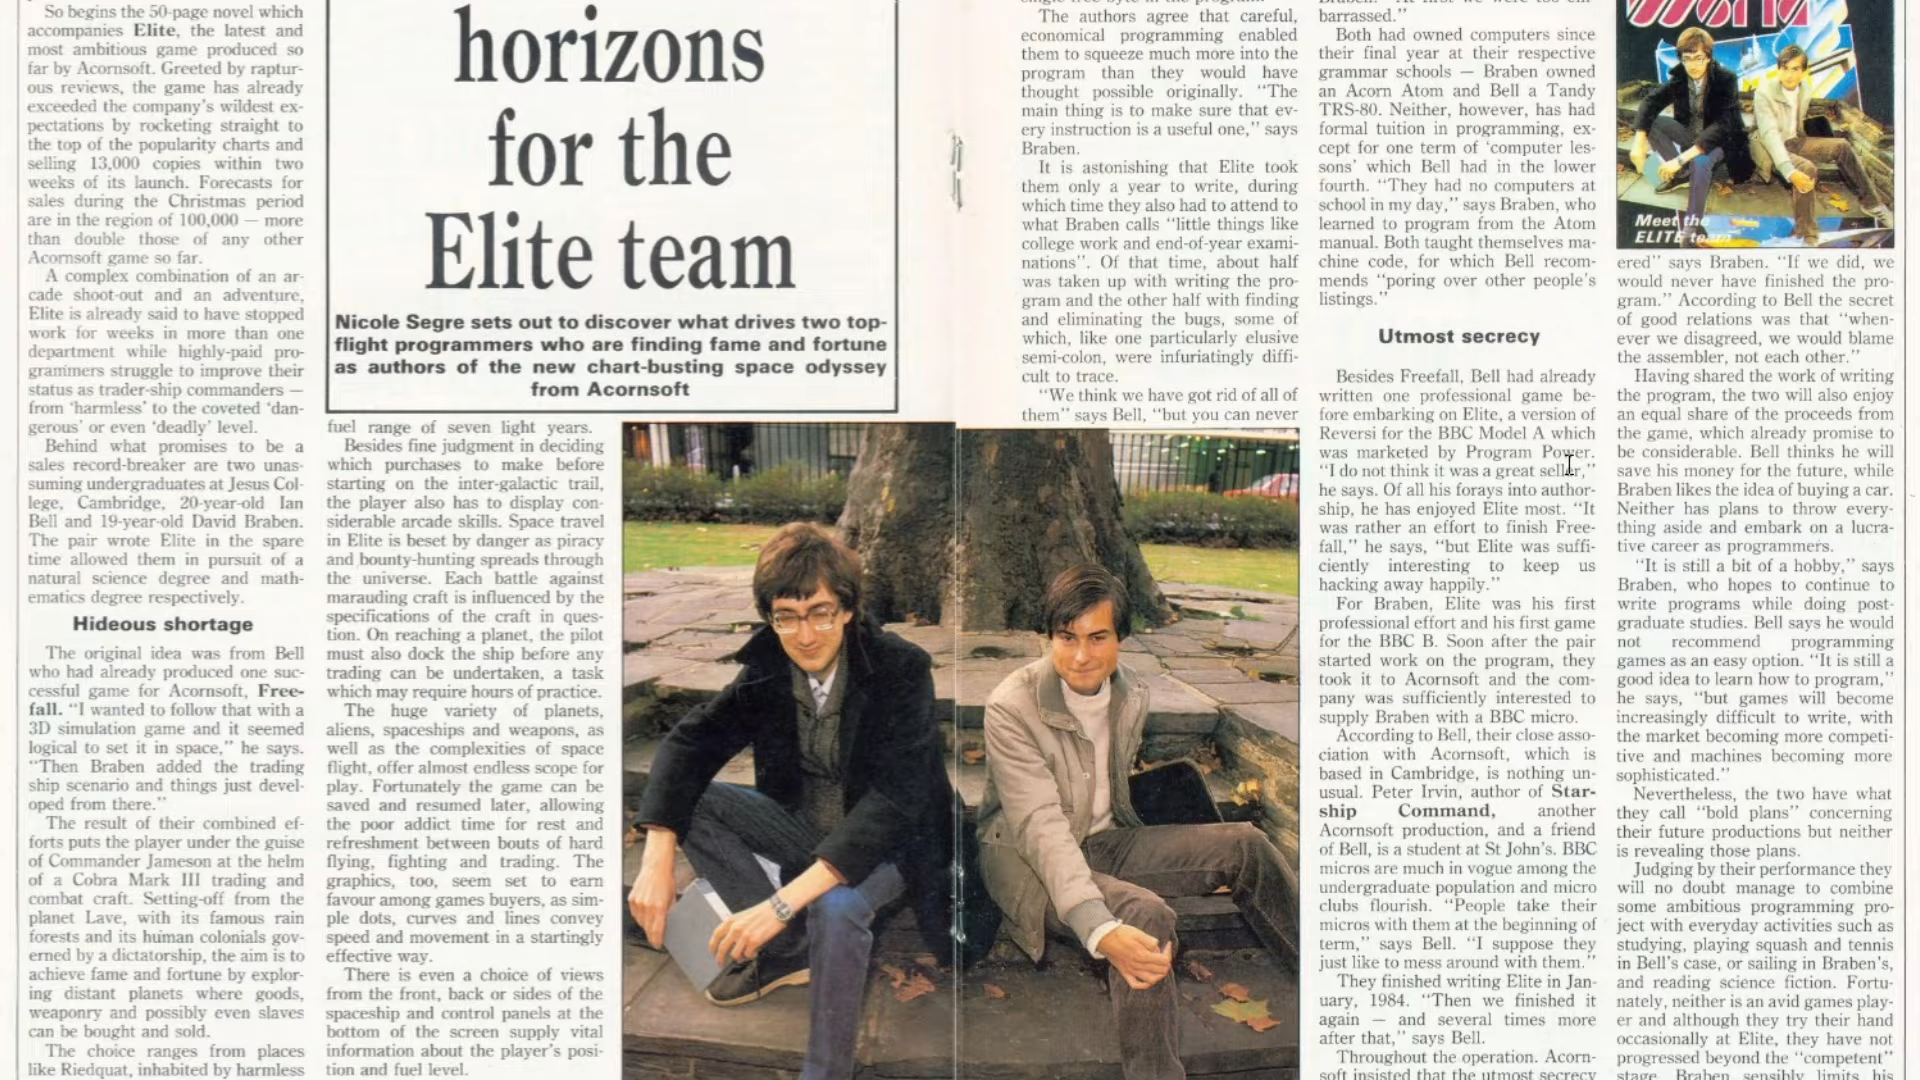 So begins the 50-page novel which
accompanies Elite, the latest and
most ambitious game produced so
far by Acornsoft. Greeted by raptur-
ous reviews, the game has already
exceeded the company's wildest ex-
pectations by rocketing straight to
the top of the popularity charts and
selling 13,000 copies within two
weeks of its launch. Forecasts for
sales during the Christmas period
are in the region of 100,000 — more
than double those of any other
Acornsoft game so far.
A complex combination of an ar-
cade shoot-out and an adventure,
Elite is already said to have stopped
work for weeks in more than one
department while highly-paid pro-
grammers struggle to improve their
status as trader-ship commanders —
from 'harmless' to the coveted 'dan-
gerous' or even 'deadly' level.
Behind what promises to be a
sales record-breaker are two unas-
suming undergraduates at Jesus Col-
lege, Cambridge, 20-year-old Ian
Bell and 19-year-old David Braben.
The pair wrote Elite in the spare
time allowed them in pursuit of a
natural science degree and math-
ematics degree respectively.
Hideous shortage
The original idea was from Bell
who had already produced one suc-
cessful game for Acornsoft, Free-
fall. "I wanted to follow that with a
3D simulation game and it seemed
logical to set it in space," he says.
"Then Braben added the trading
ship scenario and things just devel-
oped from there."
The result of their combined ef-
forts puts the player under the guise
of Commander Jameson at the helm
of a Cobra Mark III trading and
combat craft. Setting-off from the
planet Lave, with its famous rain
forests and its human colonials gov-
erned by a dictatorship, the aim is to
achieve fame and fortune by explor-
ing distant planets where goods,
weaponry and possibly even slaves
can be bought and sold.
The choice ranges from places
like Riedquat, inhabited by harmless
horizons
for the
Elite team
Nicole Segre sets out to discover what drives two top-
flight programmers who are finding fame and fortune
as authors of the new chart-busting space odyssey
from Acornsoft
fuel range of seven light years.
Besides fine judgment in deciding
which purchases to make before
starting on the inter-galactic trail,
the player also has to display con-
siderable arcade skills. Space travel
in Elite is beset by danger as piracy
and bounty-hunting spreads through
the universe. Each battle against
marauding craft is influenced by the
specifications of the craft in ques-
tion. On reaching a planet, the pilot
must also dock the ship before any
trading can be undertaken, a task
which may require hours of practice.
The huge variety of planets,
aliens, spaceships and weapons, as
well as the complexities of space
flight, offer almost endless scope for
play. Fortunately the game can be
saved and resumed later, allowing
the poor addict time for rest and
refreshment between bouts of hard
flying, fighting and trading. The
graphics, too, seem set to earn
favour among games buyers, as sim-
ple dots, curves and lines convey
speed and movement in a startingly
effective way.
There is even a choice of views
from the front, back or sides of the
spaceship and control panels at the
bottom of the screen supply vital
information about the player's posi-
tion and fuel level.
The authors agree that careful,
economical programming enabled
them to squeeze much more into the
program than they would have
thought possible originally. "The
main thing is to make sure that ev-
ery instruction is a useful one," says
Braben.
It is astonishing that Elite took
them only a year to write, during
which time they also had to attend to
what Braben calls "little things like
college work and end-of-year exami-
nations". Of that time, about half
was taken up with writing the pro-
gram and the other half with finding
and eliminating the bugs, some of
which, like one particularly elusive
semi-colon, were infuriatingly diffi-
cult to trace.
"We think we have got rid of all of
them" says Bell, "but you can never
barrassed."
Both had owned computers since
their final year at their respective
grammar schools — Braben owned
an Acorn Atom and Bell a Tandy
TRS-80. Neither, however, has had
formal tuition in programming, ex-
cept for one term of 'computer les-
sons' which Bell had in the lower
fourth. "They had no computers at
school in my day," says Braben, who
learned to program from the Atom
manual. Both taught themselves ma-
chine code, for which Bell recom-
mends "poring over other people's
listings."
Utmost secrecy
Besides Freefall, Bell had already
written one professional game be-
fore embarking on Elite, a version of
Reversi for the BBC Model A which
was marketed by Program Power.
"I do not think it was a great seller,"
he says. Of all his forays into author-
ship, he has enjoyed Elite most. "It
was rather an effort to finish Free-
fall," he says, "but Elite was suffi-
ciently interesting to keep us
hacking away happily."
For Braben, Elite was his first
professional effort and his first game
for the BBC B. Soon after the pair
started work on the program, they
took it to Acornsoft and the com-
pany was sufficiently interested to
supply Braben with a BBC micro.
According to Bell, their close asso-
ciation with Acornsoft, which is
based in Cambridge, is nothing un-
usual. Peter Irvin, author of Star-
ship Command, another
Acornsoft production, and a friend
of Bell, is a student at St John's. BBC
micros are much in vogue among the
undergraduate population and micro
clubs flourish. "People take their
micros with them at the beginning of
term," says Bell. "I suppose they
just like to mess around with them."
They finished writing Elite in Jan-
uary, 1984. "Then we finished it
again — and several times more
after that," says Bell.
Throughout the operation. Acorn-
soft insisted that the utmost secrecy
World
Meet the
ELITE team
ered" says Braben. "If we did, we
would never have finished the pro-
gram." According to Bell the secret
of good relations was that "when-
ever we disagreed, we would blame
the assembler, not each other."
Having shared the work of writing
the program, the two will also enjoy
an equal share of the proceeds from
the game, which already promise to
be considerable. Bell thinks he will
save his money for the future, while
Braben likes the idea of buying a car.
Neither has plans to throw every-
thing aside and embark on a lucra-
tive career as programmers.
"It is still a bit of a hobby," says
Braben, who hopes to continue to
write programs while doing post-
graduate studies. Bell says he would
not recommend programming
games as an easy option. "It is still a
good idea to learn how to program,"
he says, "but games will become
increasingly difficult to write, with
the market becoming more competi-
tive and machines becoming more
sophisticated."
Nevertheless, the two have what
they call "bold plans" concerning
their future productions but neither
is revealing those plans.
Judging by their performance they
will no doubt manage to combine
some ambitious programming pro-
ject with everyday activities such as
studying, playing squash and tennis
in Bell's case, or sailing in Braben's,
and reading science fiction. Fortu-
nately, neither is an avid games play-
er and although they try their hand
occasionally at Elite, they have not
progressed beyond the "competent"
stage. Braben sensibly limits his